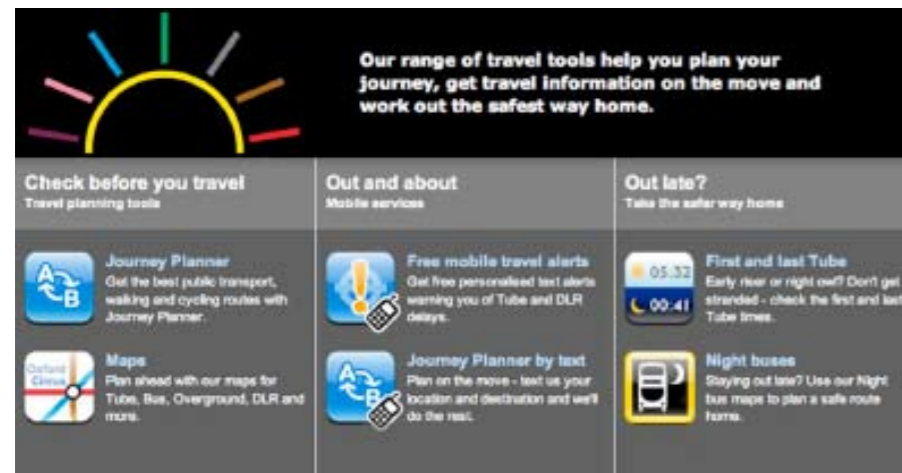 Our range of travel tools help you plan your
journey, get travel information on the move and
work out the safest way home.
Check before you travel
Travel planning tools
Journey Planner
Get the best public transport,
walking and cycling routes with
Journey Planner.
Maps
Plan ahead with our maps for
Tube, Bus, Overground, DLR and
more.
Out and about
Mobile services
Free mobile travel alerts
Get free personalised text alerts
warning you of Tube and DLR
delays.
Journey Planner by text
Plan on the move - text us your
location and destination and we'll
do the rest.
Out late?
Take the safer way home
First and last Tube
Early riser or night owl? Don't get
stranded - check the first and last
Tube times.
Night buses
Staying out late? Use our Night
bus maps to plan a safe route
home.
A
B
Oxford
Circus
A
B
05.32
00:41